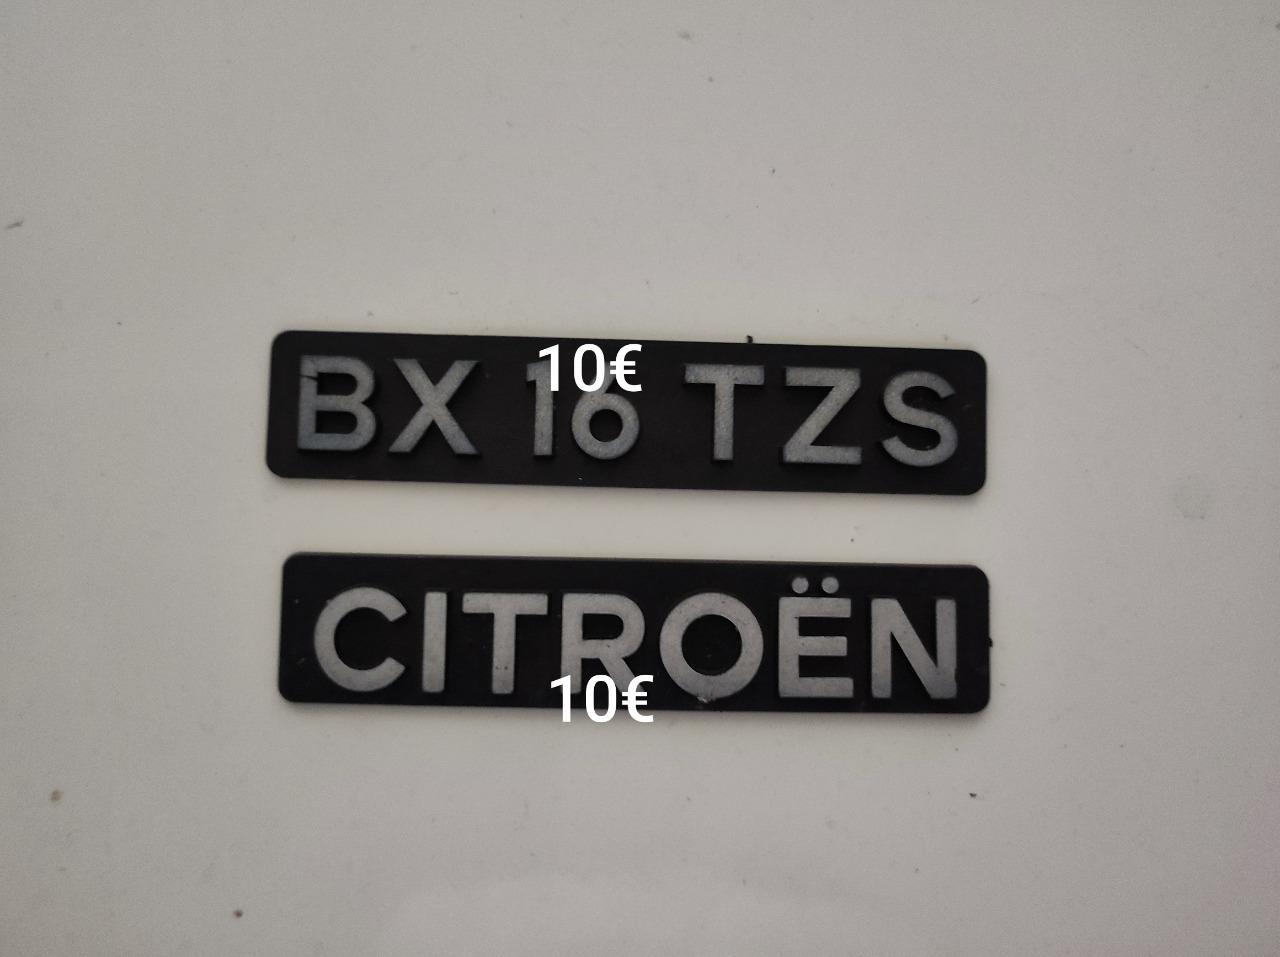 10€
BX 16 TZS
CITROËN
10€